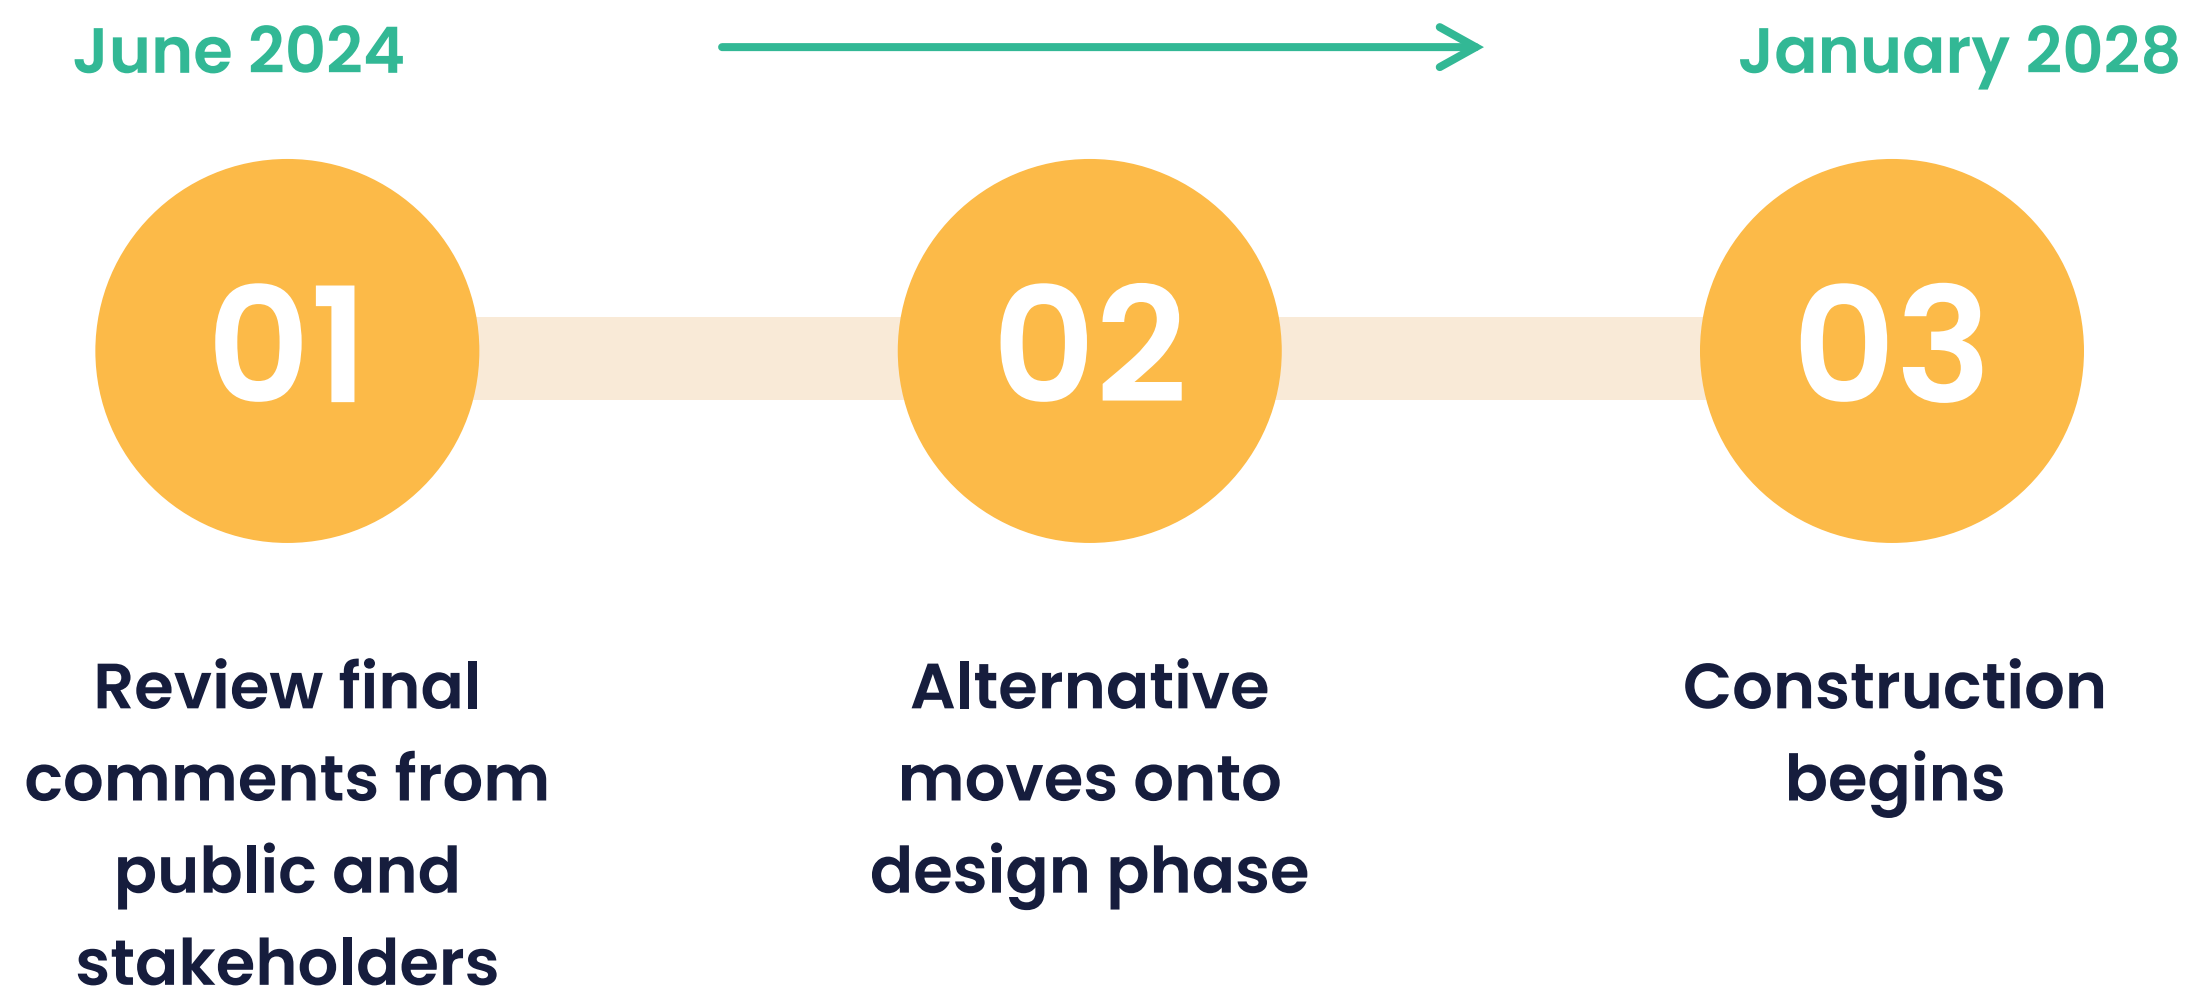 June 2024
January 2028
01
02
03
Review final
comments from
public and
stakeholders
Alternative
moves onto
design phase
Construction
begins